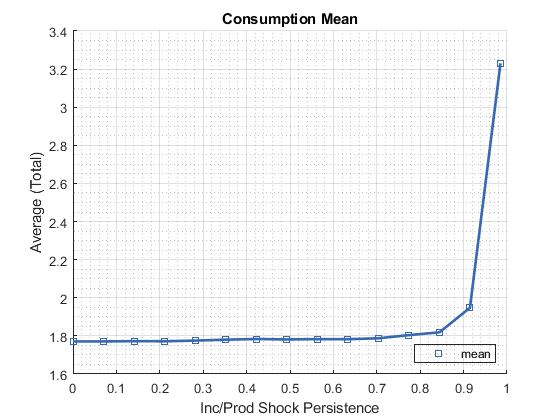 Consumption Mean
Average (Total)
3.4
3.2
3
2.8
2.6
2.4
2.2
2
1.8
1.6
mean
0 0.1 0.2 0.3 0.4 0.5 0.6 0.7 0.8 0.9 1
Inc/Prod Shock Persistence